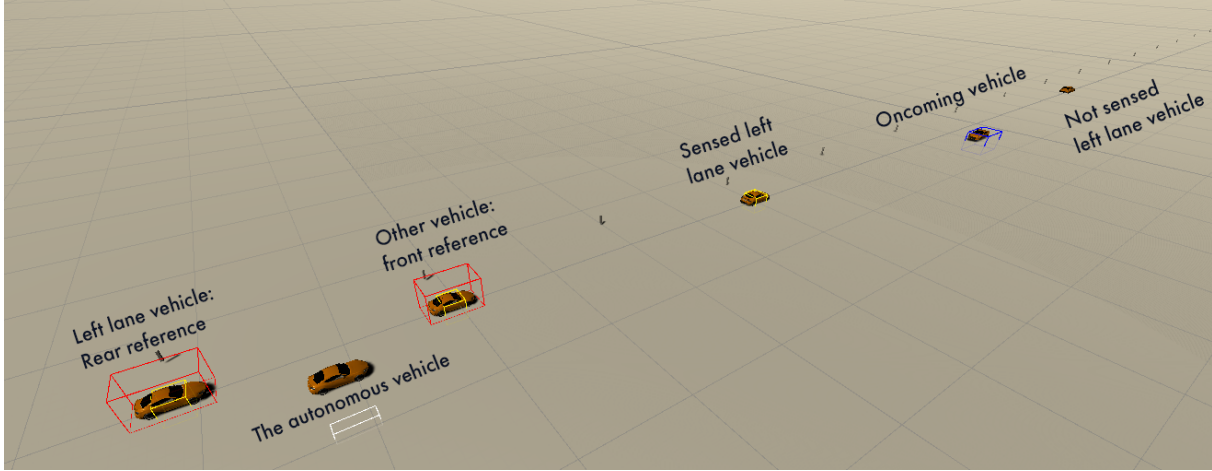 Left lane vehicle:
Rear reference
The autonomous vehicle
Other vehicle:
front reference
Sensed left
lane vehicle
Oncoming vehicle
Not sensed
left lane vehicle